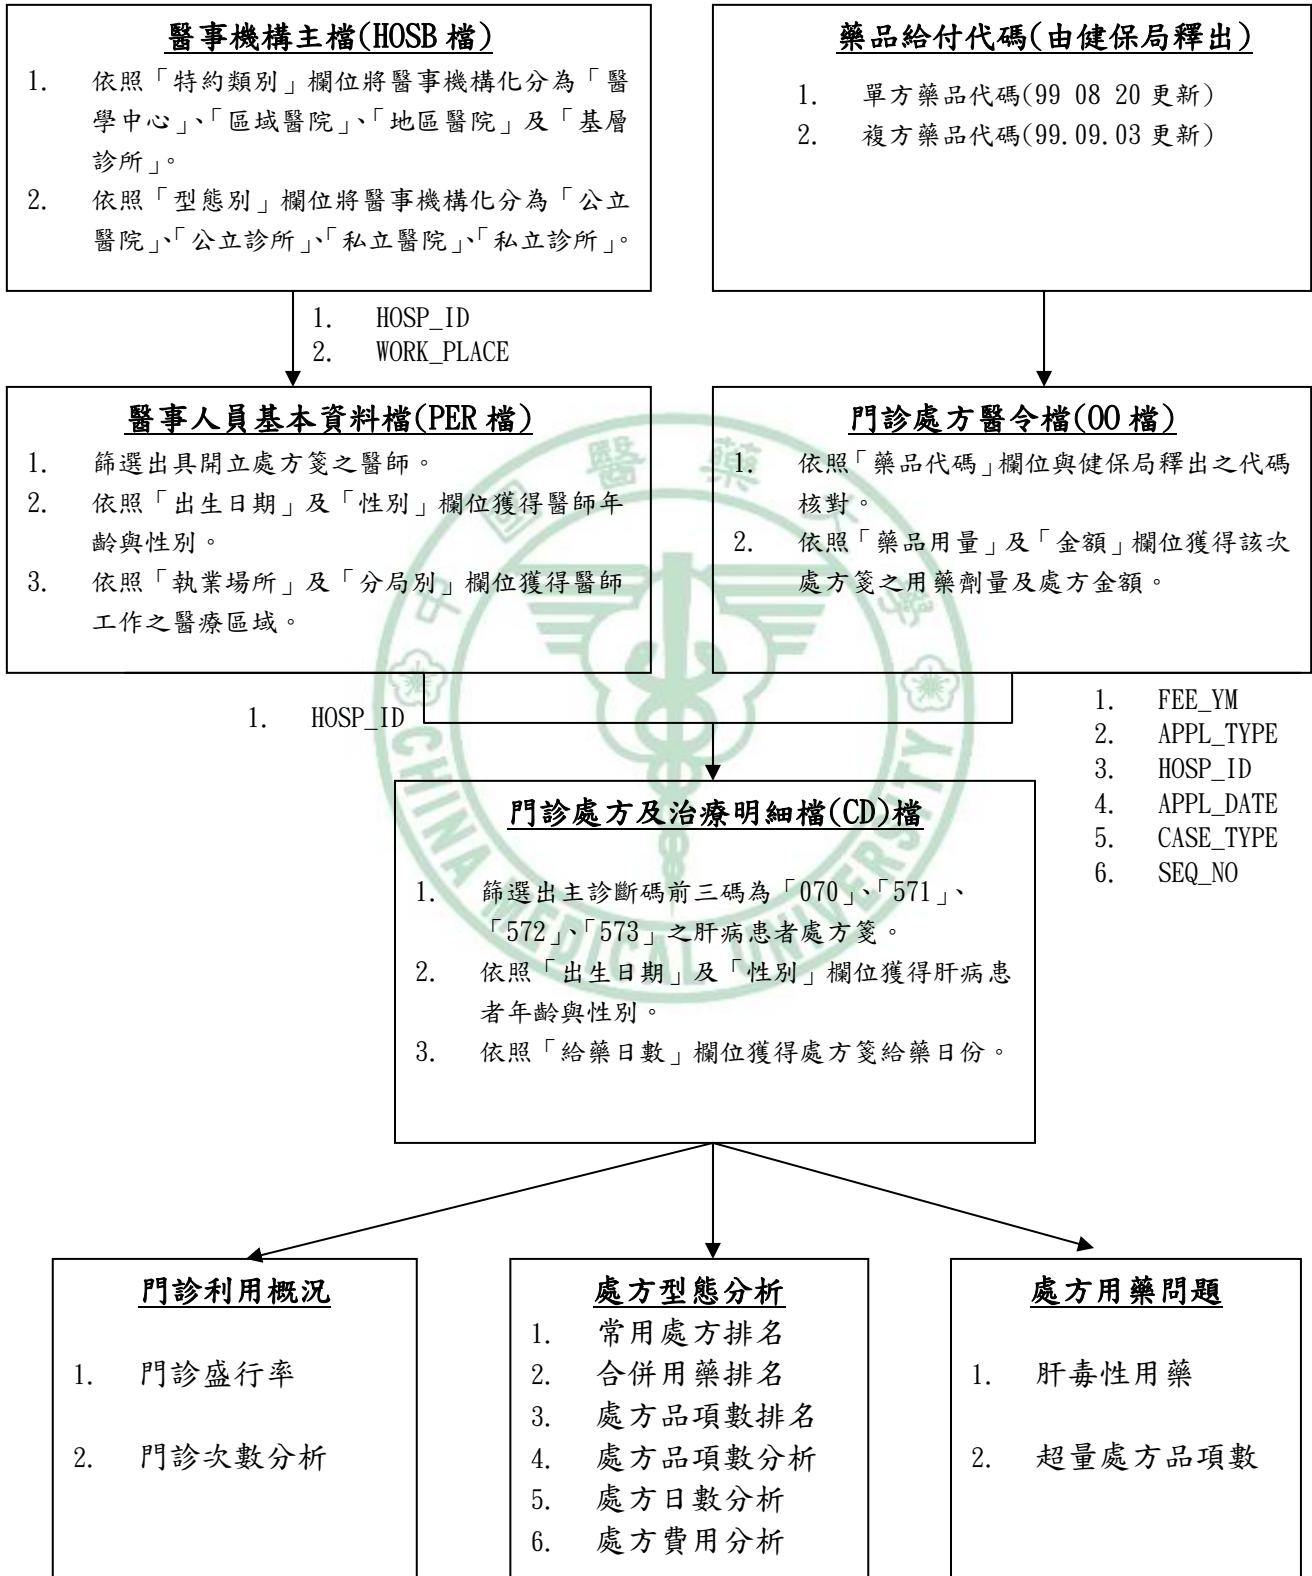 醫事機構主檔(HOSB 檔)
1. 依照「特約類別」欄位將醫事機構化分為「醫
學中心」、「區域醫院」、「地區醫院」及「基層
診所」。
2. 依照「型態別」欄位將醫事機構化分為「公立
醫院」、「公立診所」、「私立醫院」、「私立診所」。
藥品給付代碼(由健保局釋出)
1. 單方藥品代碼(99 08 20 更新)
2. 複方藥品代碼(99.09.03 更新)
1. HOSP_ID
2. WORK_PLACE
醫事人員基本資料檔(PER 檔)
1. 篩選出具開立處方箋之醫師。
2. 依照「出生日期」及「性別」欄位獲得醫師年
齡與性別。
3. 依照「執業場所」及「分局別」欄位獲得醫師
工作之醫療區域。
門診處方醫令檔(OO 檔)
1. 依照「藥品代碼」欄位與健保局釋出之代碼
核對。
2. 依照「藥品用量」及「金額」欄位獲得該次
處方箋之用藥劑量及處方金額。
1. HOSP_ID
1. FEE_YM
2. APPL_TYPE
3. HOSP_ID
4. APPL_DATE
5. CASE_TYPE
6. SEQ_NO
門診處方及治療明細檔(CD)檔
1. 篩選出主診斷碼前三碼為「070」、「571」、
「572」、「573」之肝病患者處方箋。
2. 依照「出生日期」及「性別」欄位獲得肝病患
者年齡與性別。
3. 依照「給藥日數」欄位獲得處方箋給藥日份。
門診利用概況
1. 門診盛行率
2. 門診次數分析
處方型態分析
1. 常用處方排名
2. 合併用藥排名
3. 處方品項數排名
4. 處方品項數分析
5. 處方日數分析
6. 處方費用分析
處方用藥問題
1. 肝毒性用藥
2. 超量處方品項數
中國醫藥大學
CHINA MEDICAL UNIVERSITY